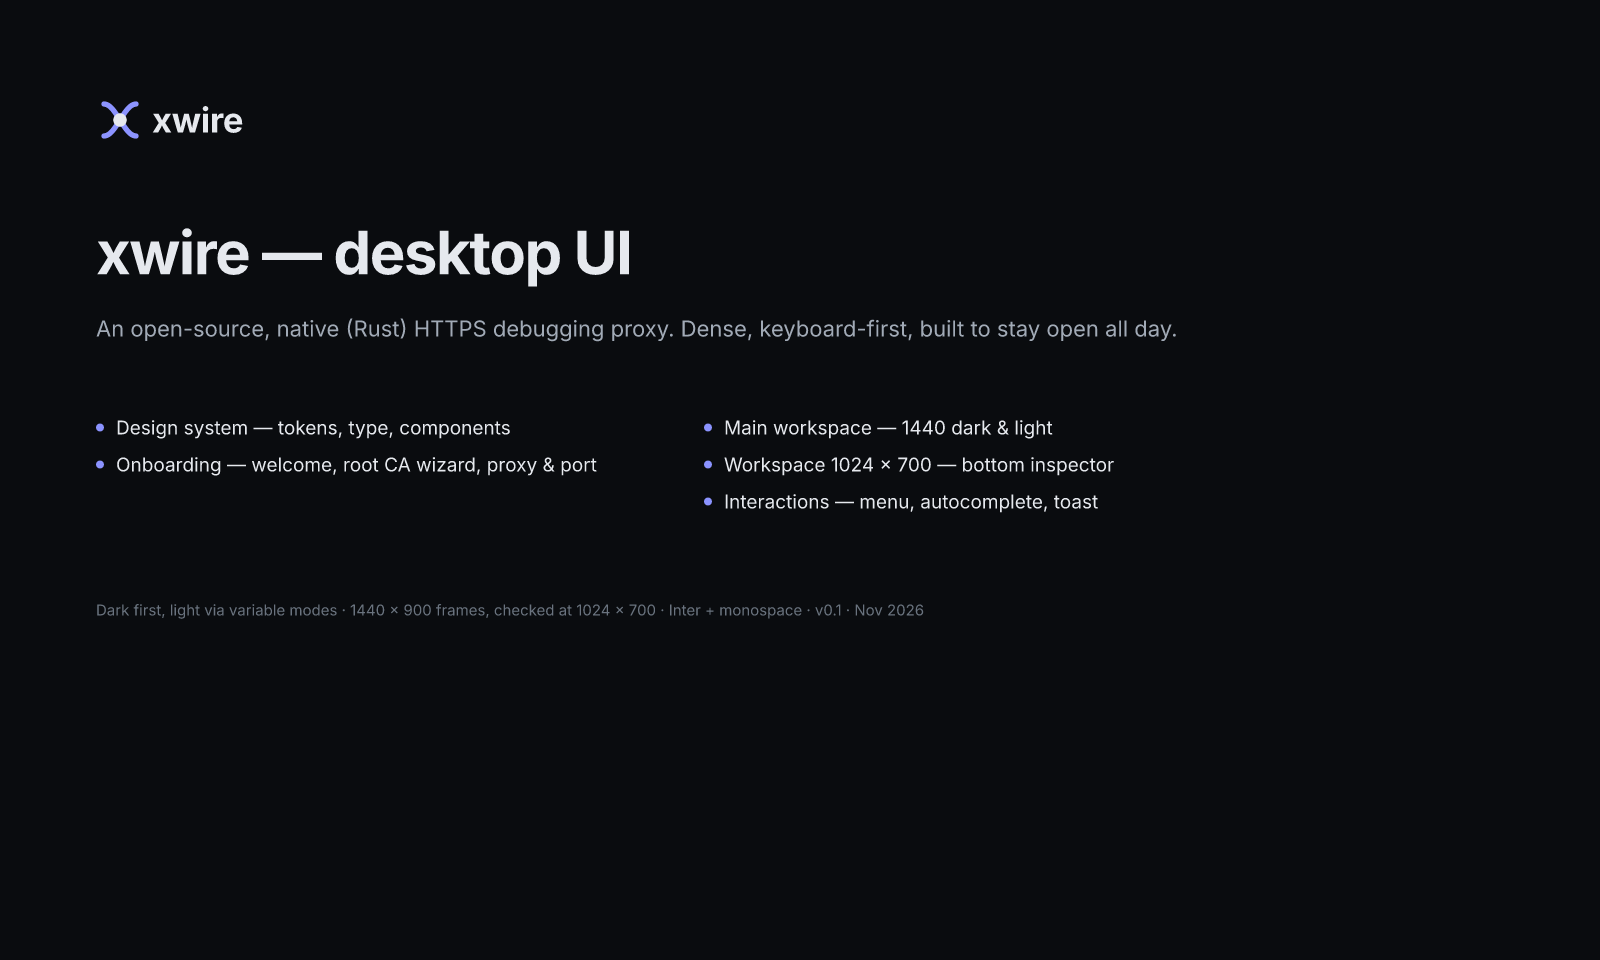 xwire
xwire — desktop UI
An open-source, native (Rust) HTTPS debugging proxy. Dense, keyboard-first, built to stay open all day.
Design system — tokens, type, components
Onboarding — welcome, root CA wizard, proxy & port
Main workspace — 1440 dark & light
Workspace 1024 × 700 — bottom inspector
Interactions — menu, autocomplete, toast
Dark first, light via variable modes · 1440 × 900 frames, checked at 1024 × 700 · Inter + monospace · v0.1 · Nov 2026